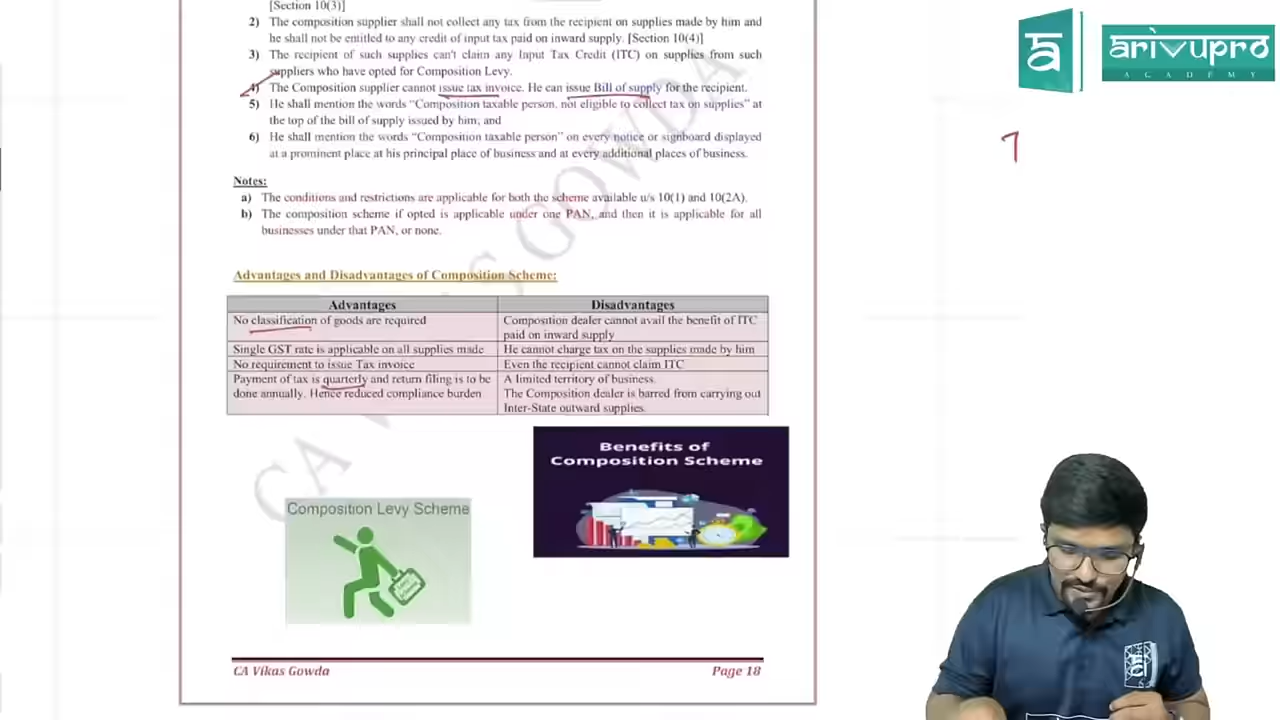 [Section 10(3)]
2) The composition supplier shall not collect any tax from the recipient on supplies made by him and
he shall not be entitled to any credit of input tax paid on inward supply. [Section 10(4)]
3) The recipient of such supplies can't claim any Input Tax Credit (ITC) on supplies from such
suppliers who have opted for Composition Levy.
4) The Composition supplier cannot issue tax invoice. He can issue Bill of supply for the recipient.
5) He shall mention the words “Composition taxable person, not eligible to collect tax on supplies” at
the top of the bill of supply issued by him; and
6) He shall mention the words “Composition taxable person” on every notice or signboard displayed
at a prominent place at his principal place of business and at every additional places of business.
Notes:
a) The conditions and restrictions are applicable for both the scheme available u/s 10(1) and 10(2A).
b) The composition scheme if opted is applicable under one PAN, and then it is applicable for all
businesses under that PAN, or none.
Advantages and Disadvantages of Composition Scheme:
Advantages Disadvantages
No classification of goods are required
Composition dealer cannot avail the benefit of ITC
paid on inward supply
Single GST rate is applicable on all supplies made
He cannot charge tax on the supplies made by him
No requirement to issue Tax invoice
Even the recipient cannot claim ITC
Payment of tax is quarterly and return filing is to be
done annually. Hence reduced compliance burden
A limited territory of business.
The Composition dealer is barred from carrying out
Inter-State outward supplies.
Benefits of
Composition Scheme
Composition Levy Scheme
CA Vikas Gowda Page 18
CA VIKAS GOWDA
arivupro
ACADEMY